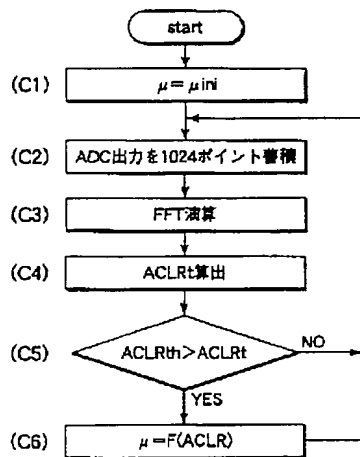 start
(C1) μ=μini
(C2) ADC出力を1024ポイント蓄積
(C3) FFT演算
(C4) ACLRt算出
(C5) ACLRth>ACLRt NO
YES
(C6) μ=F(ACLR)